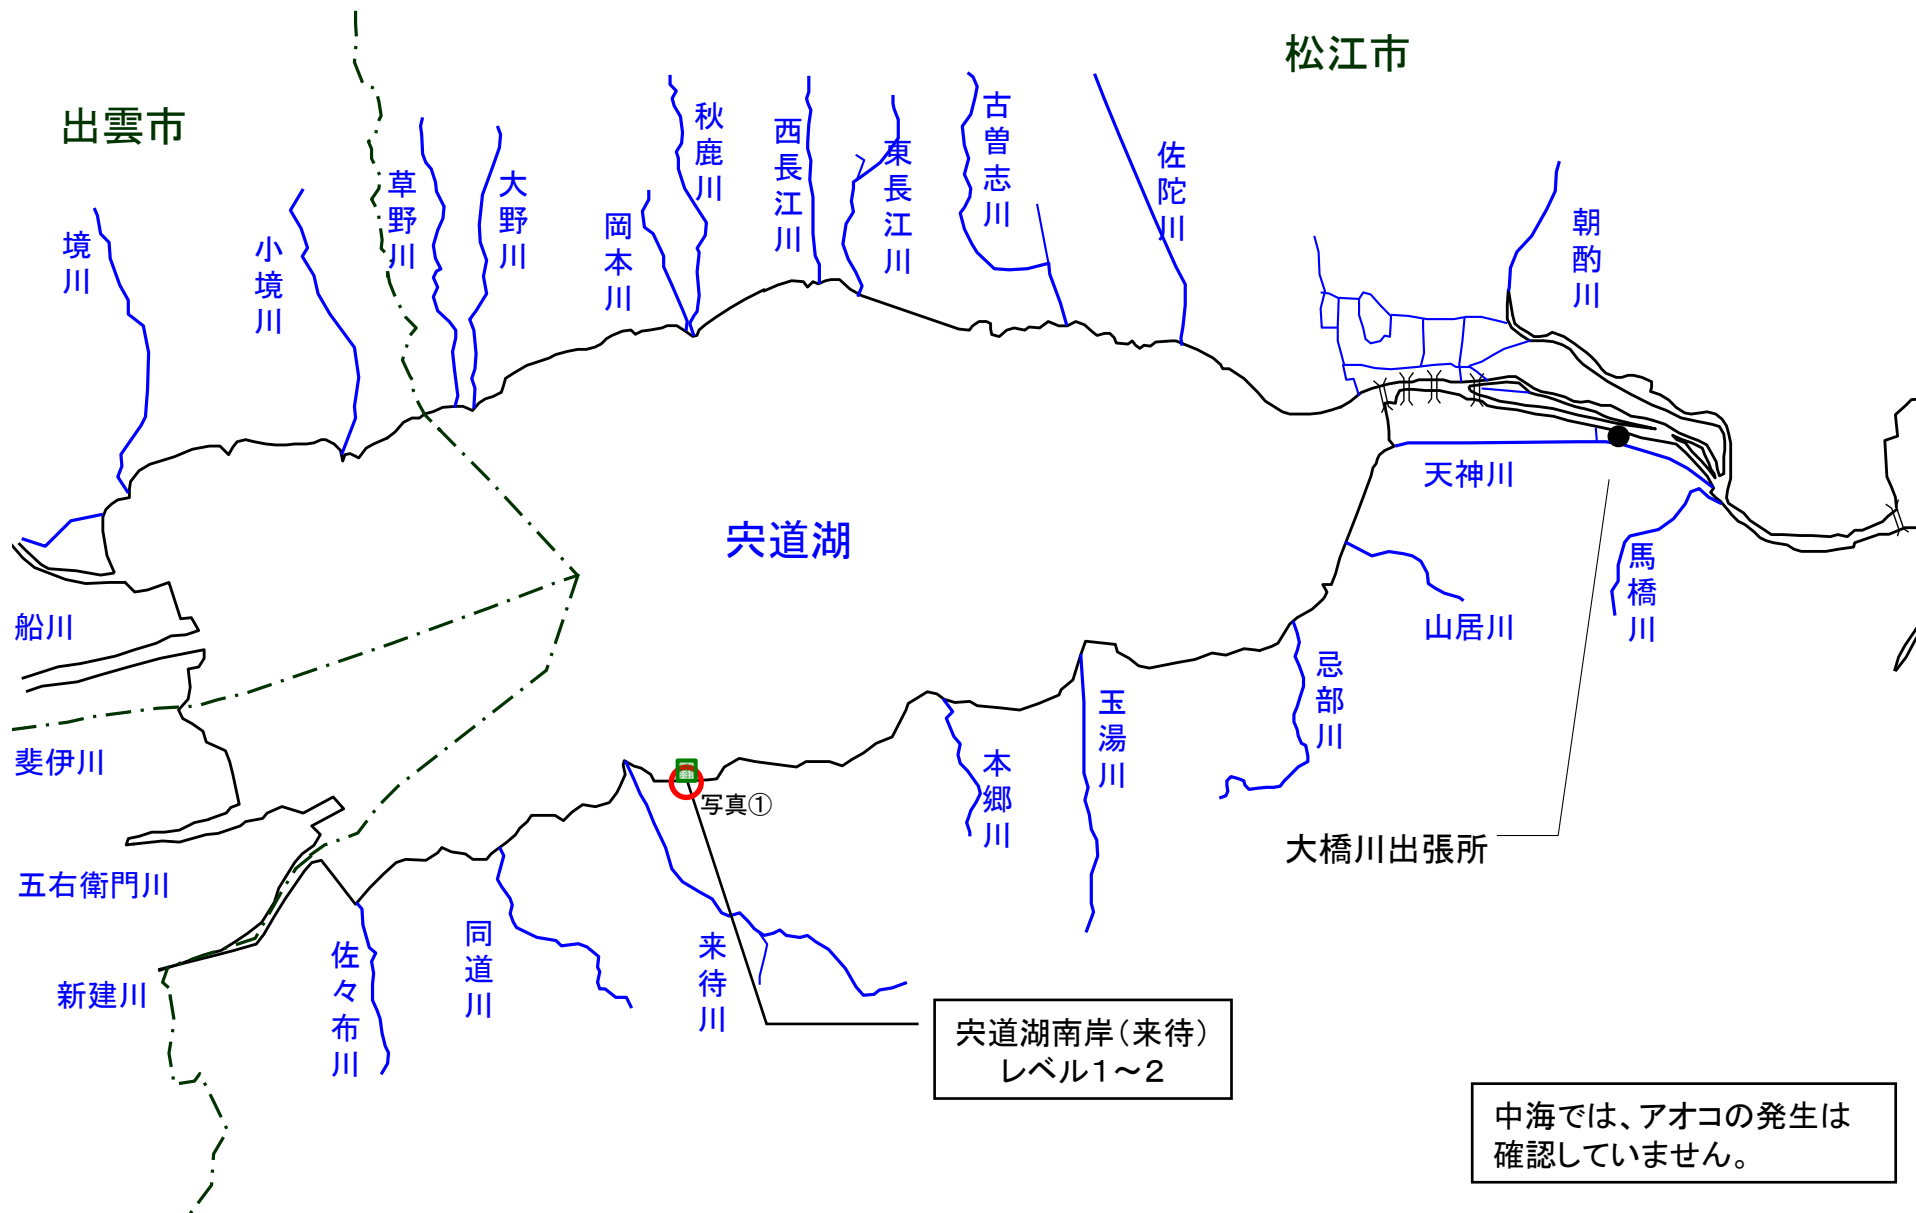 松江市
出雲市
境川
小境川
草野川
大野川
岡本川
秋鹿川
西長江川
東長江川
古曽志川
佐陀川
朝酌川
宍道湖
天神川
馬橋川
山居川
忌部川
玉湯川
本郷川
船川
斐伊川
五右衛門川
新建川
佐々布川
同道川
来待川
写真①
大橋川出張所
宍道湖南岸(来待)
レベル1~2
中海では、アオコの発生は
確認していません。